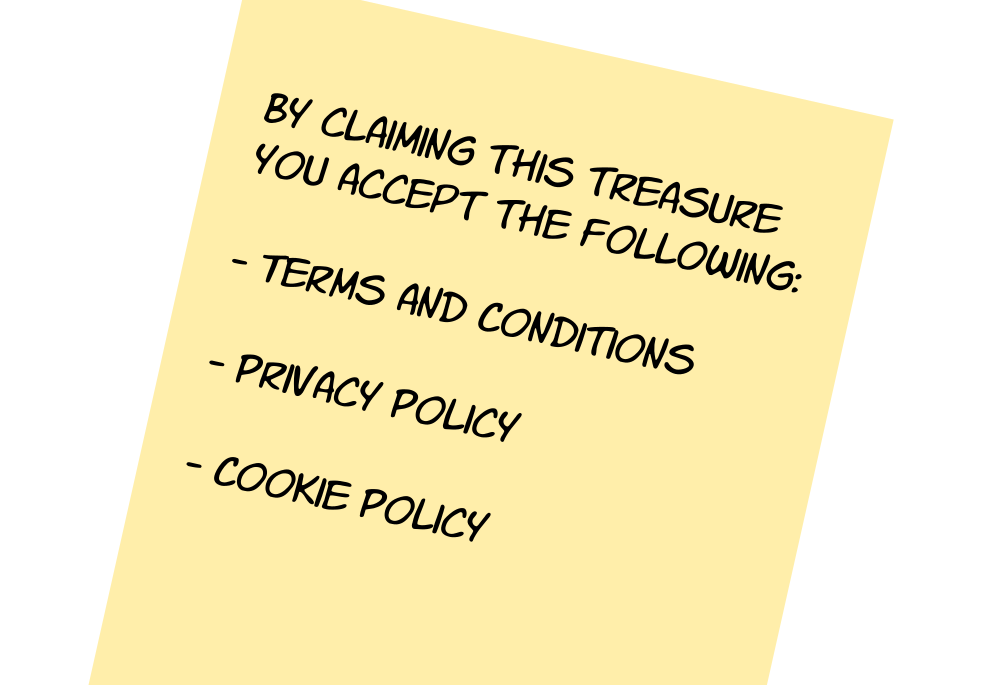 BY CLAIMING THIS TREASURE
YOU ACCEPT THE FOLLOWING:
- TERMS AND CONDITIONS
- PRIVACY POLICY
- COOKIE POLICY